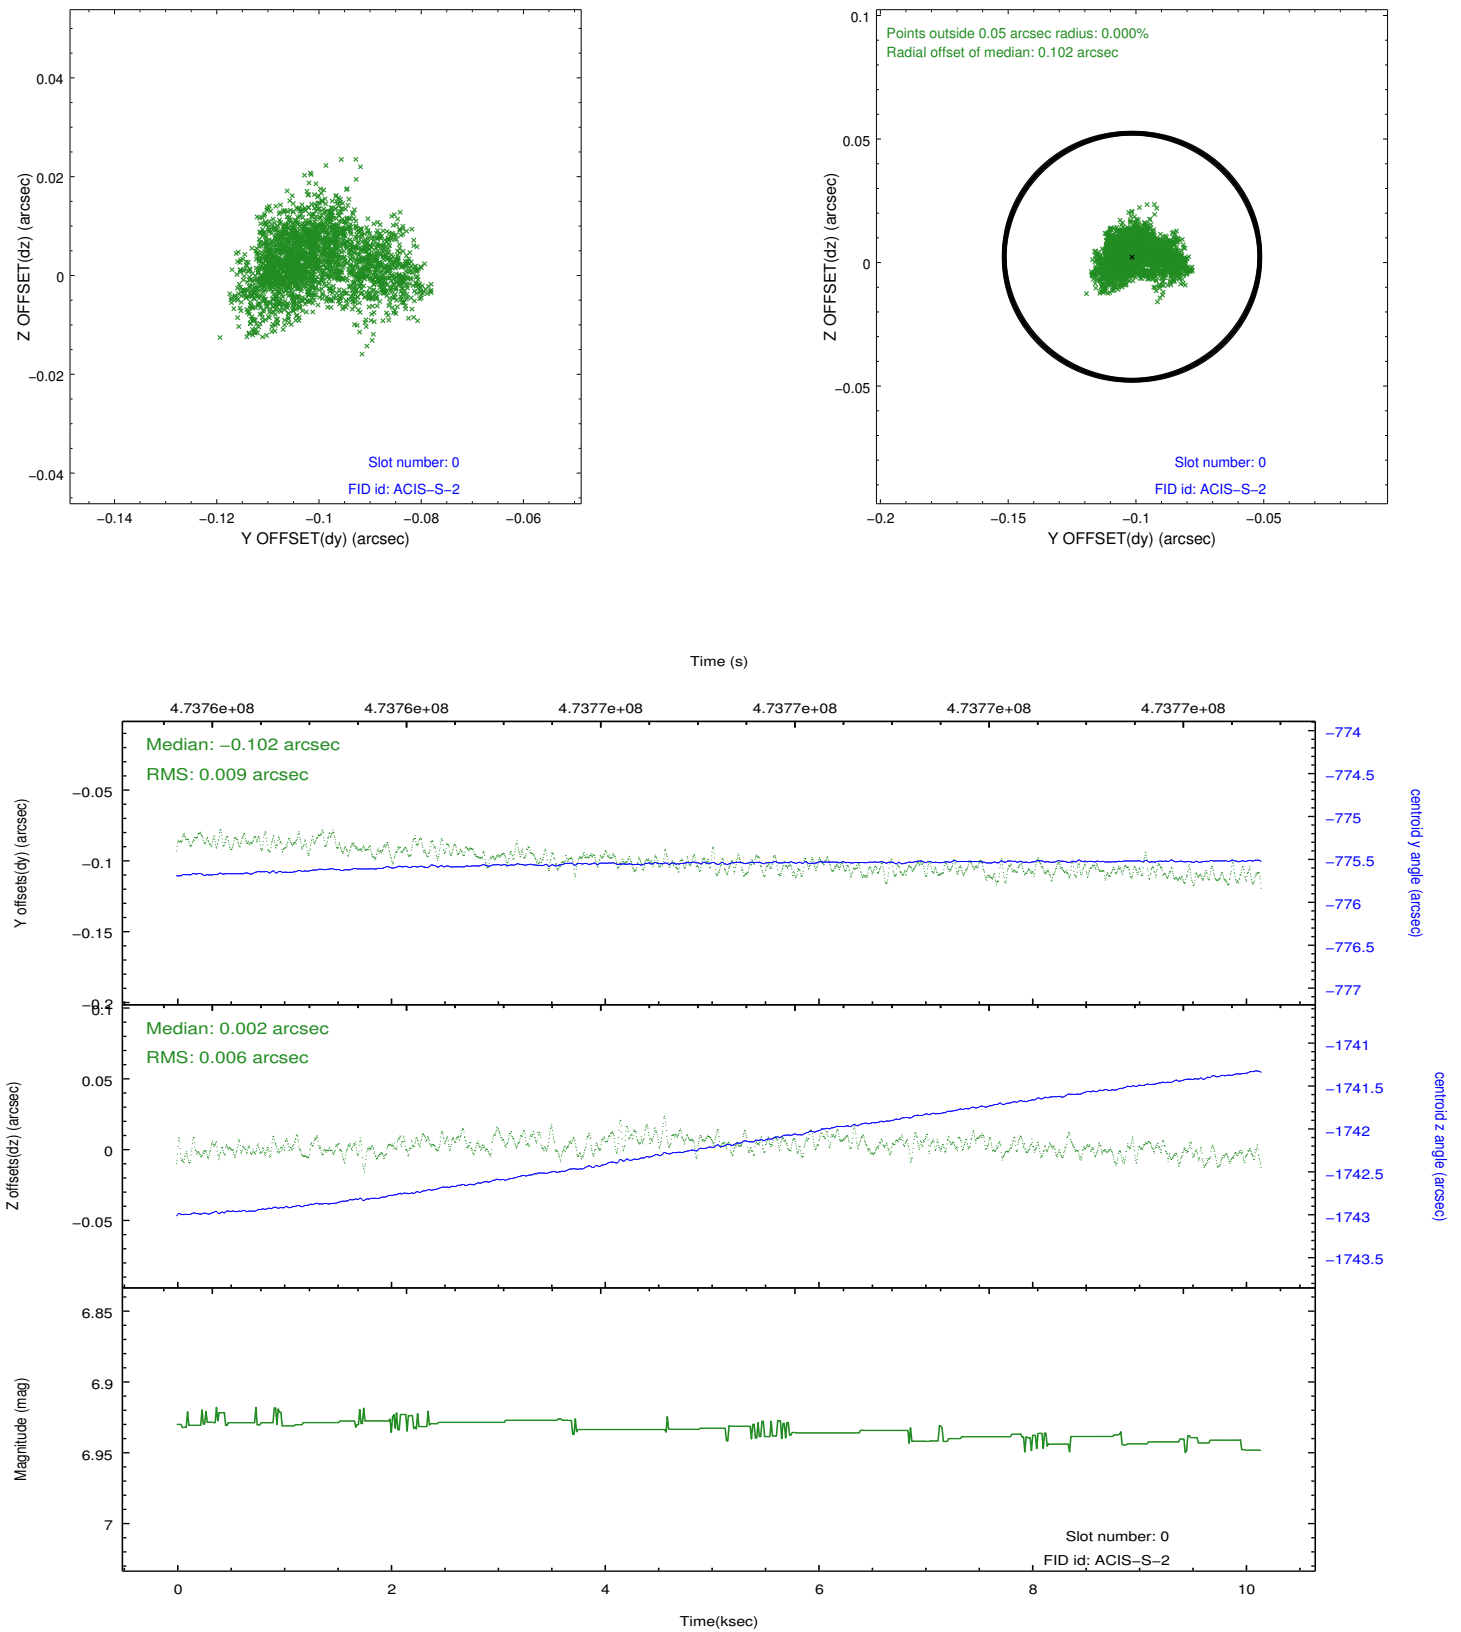 0.04
0.02
0
−0.02
−0.04
Z OFFSET(dz) (arcsec)
Slot number: 0
FID id: ACIS−S−2
−0.14 −0.12 −0.1 −0.08 −0.06
Y OFFSET(dy) (arcsec)
Points outside 0.05 arcsec radius: 0.000%
Radial offset of median: 0.102 arcsec
0.1
0.05
0
−0.05
Z OFFSET(dz) (arcsec)
Slot number: 0
FID id: ACIS−S−2
−0.2 −0.15 −0.1 −0.05
Y OFFSET(dy) (arcsec)
Time (s)
4.7376e+08 4.7376e+08 4.7377e+08 4.7377e+08 4.7377e+08 4.7377e+08
Median: −0.102 arcsec
RMS: 0.009 arcsec
−0.05
−0.1
−0.15
−0.2
Y offsets(dy) (arcsec)
−774
−774.5
−775
−775.5
−776
−776.5
−777
centroid y angle (arcsec)
Median: 0.002 arcsec
RMS: 0.006 arcsec
0.1
0.05
0
−0.05
Z offsets(dz) (arcsec)
−1741
−1741.5
−1742
−1742.5
−1743
−1743.5
centroid z angle (arcsec)
6.85
6.9
6.95
7
Magnitude (mag)
Slot number: 0
FID id: ACIS−S−2
0 2 4 6 8 10
Time(ksec)